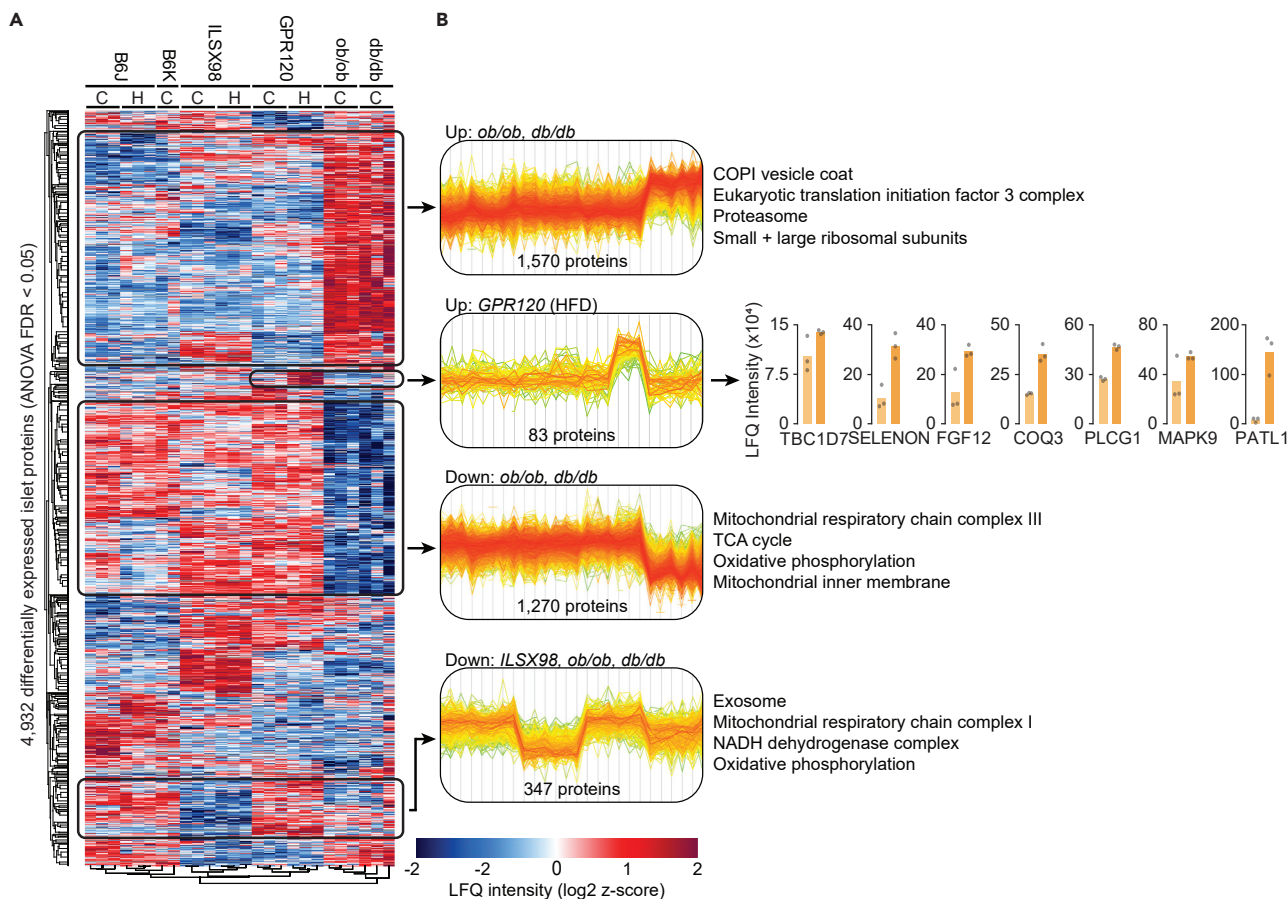 A
B
B6J
B6K
ILSX98
GPR120
ob/ob
db/db
C
H
C
C
H
C
H
C
C
4,932 differentially expressed islet proteins (ANOVA FDR < 0.05)
Up: ob/ob, db/db
1,570 proteins
COPI vesicle coat
Eukaryotic translation initiation factor 3 complex
Proteasome
Small + large ribosomal subunits
Up: GPR120 (HFD)
83 proteins
LFQ Intensity (x10⁴)
15
7.5
0
TBC1D7
40
20
0
SELENON
40
20
0
FGF12
50
25
0
COQ3
60
30
0
PLCG1
80
40
0
MAPK9
200
100
0
PATL1
Down: ob/ob, db/db
1,270 proteins
Mitochondrial respiratory chain complex III
TCA cycle
Oxidative phosphorylation
Mitochondrial inner membrane
Down: ILSX98, ob/ob, db/db
347 proteins
Exosome
Mitochondrial respiratory chain complex I
NADH dehydrogenase complex
Oxidative phosphorylation
-2 -2 0 1 2
LFQ intensity (log2 z-score)